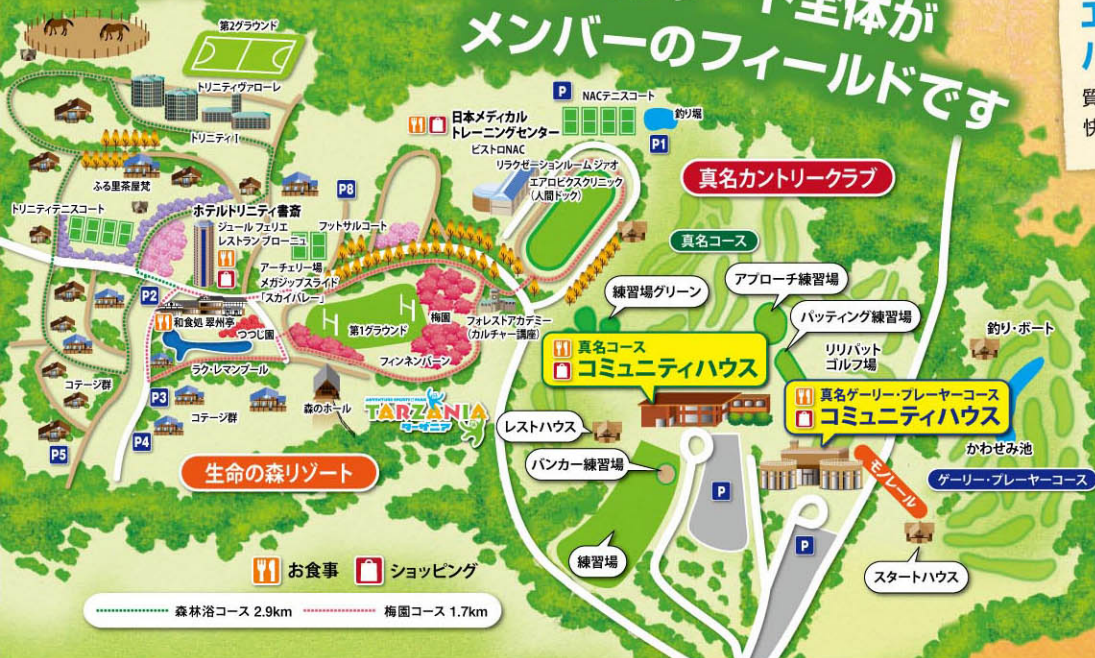 全体が
メンバーのフィールドです
第2グラウンド
トリニティヴァローレ
トリニティI
ふる里茶屋梵
トリニティテニスコート
ホテルトリニティ書斎
ジュール フェリエ
レストラン ブローニュ
アーチェリー場
メガジップスライド
「スカイバレー」
P8
フットサルコート
日本メディカル
トレーニングセンター
ビストロNAC
P
NACテニスコート
釣り堀
P1
リラクゼーションルーム ジァオ
エアロビクスクリニック
(人間ドック)
真名カントリークラブ
真名コース
練習場グリーン
アプローチ練習場
パッティング練習場
リリパット
ゴルフ場
釣り・ボート
P2
和食処 翠州亭
つつじ園
ラク・レマンプール
第1グラウンド
梅園
フィンネンバーン
フォレストアカデミー
(カルチャー講座)
真名コース
コミュニティハウス
真名ゲーリー・プレーヤーコース
コミュニティハウス
かわせみ池
ゲーリー・プレーヤーコース
モノレール
スタートハウス
コテージ群
P3
コテージ群
P4
P5
森のホール
ADVENTURE SPORTS PARK
TARZANIA
ターザニア
レストハウス
バンカー練習場
練習場
P
P
生命の森リゾート
お食事
ショッピング
森林浴コース 2.9km
梅園コース 1.7km